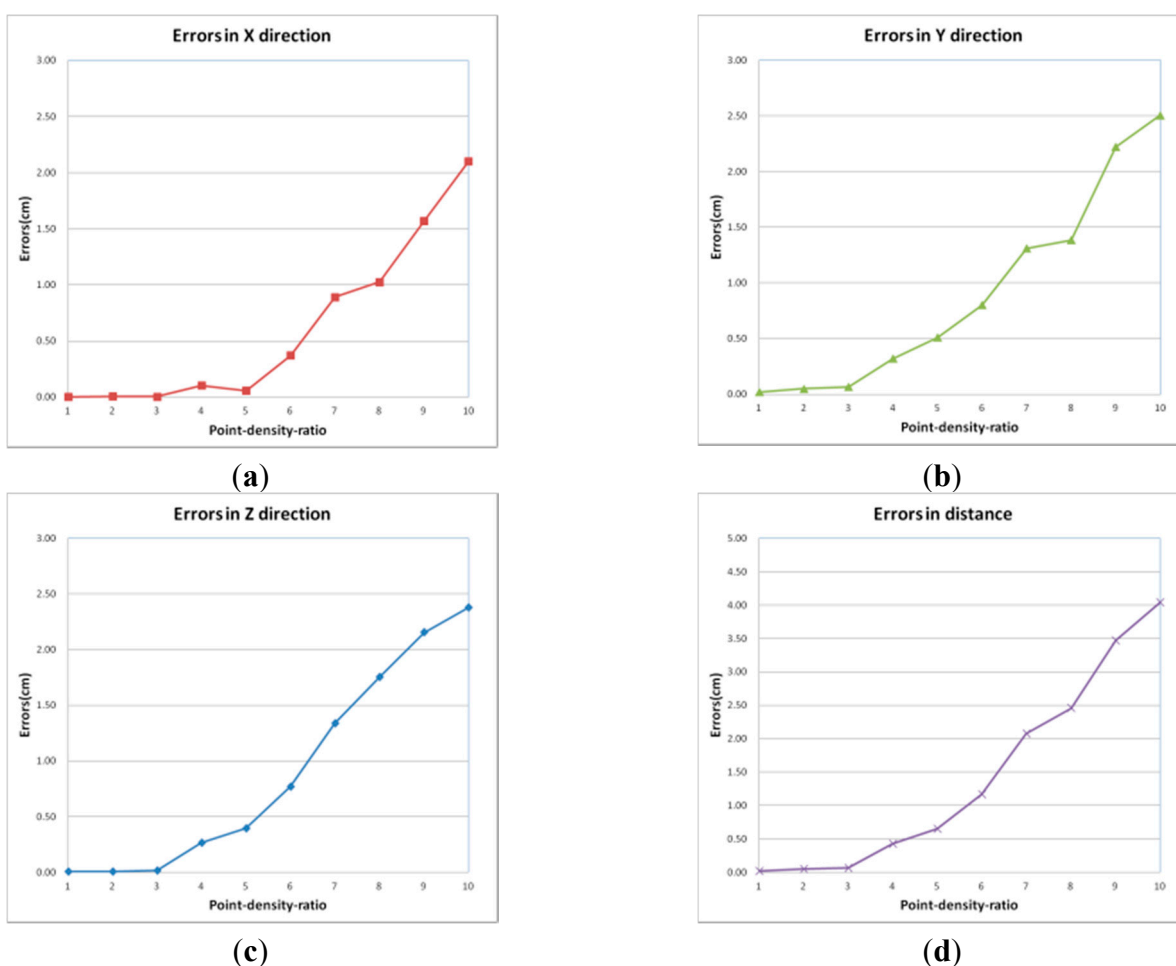 Errors in X direction
3.00
2.50
2.00
1.50
1.00
0.50
0.00
Errors(cm)
1 2 3 4 5 6 7 8 9 10
Point-density-ratio
(a)
Errors in Y direction
3.00
2.50
2.00
1.50
1.00
0.50
0.00
Errors(cm)
1 2 3 4 5 6 7 8 9 10
Point-density-ratio
(b)
Errors in Z direction
3.00
2.50
2.00
1.50
1.00
0.50
0.00
Errors(cm)
1 2 3 4 5 6 7 8 9 10
Point-density-ratio
(c)
Errors in distance
5.00
4.50
4.00
3.50
3.00
2.50
2.00
1.50
1.00
0.50
0.00
Errors(cm)
1 2 3 4 5 6 7 8 9 10
Point-density-ratio
(d)